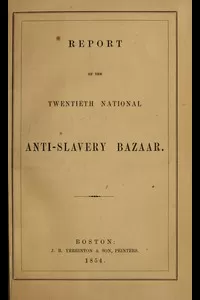 REPORT
OF THE
TWENTIETH NATIONAL
ANTI-SLAVERY BAZAAR.
BOSTON:
J. B. YERRINTON & SON, PRINTERS.
1854.